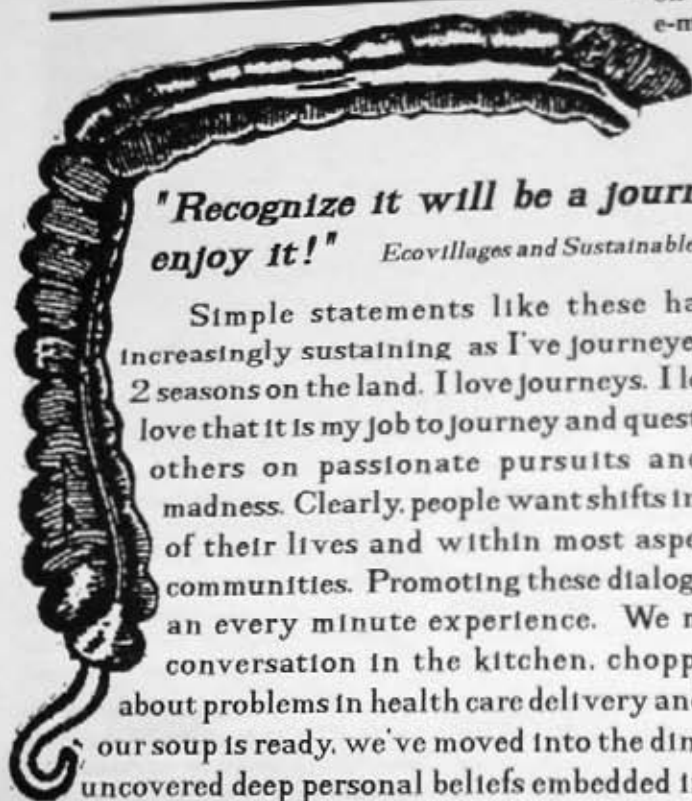 e-m
"Recognize it will be a journ
enjoy it!" Ecovillages and Sustainable
Simple statements like these ha
increasingly sustaining as I've journeye
2 seasons on the land. I love journeys. I lo
love that it is my job to journey and quest
others on passionate pursuits and
madness. Clearly, people want shifts in
of their lives and within most aspe
communities. Promoting these dialog
an every minute experience. We m
conversation in the kitchen, chopp
about problems in health care delivery and
our soup is ready, we've moved into the din
uncovered deep personal beliefs embedded i